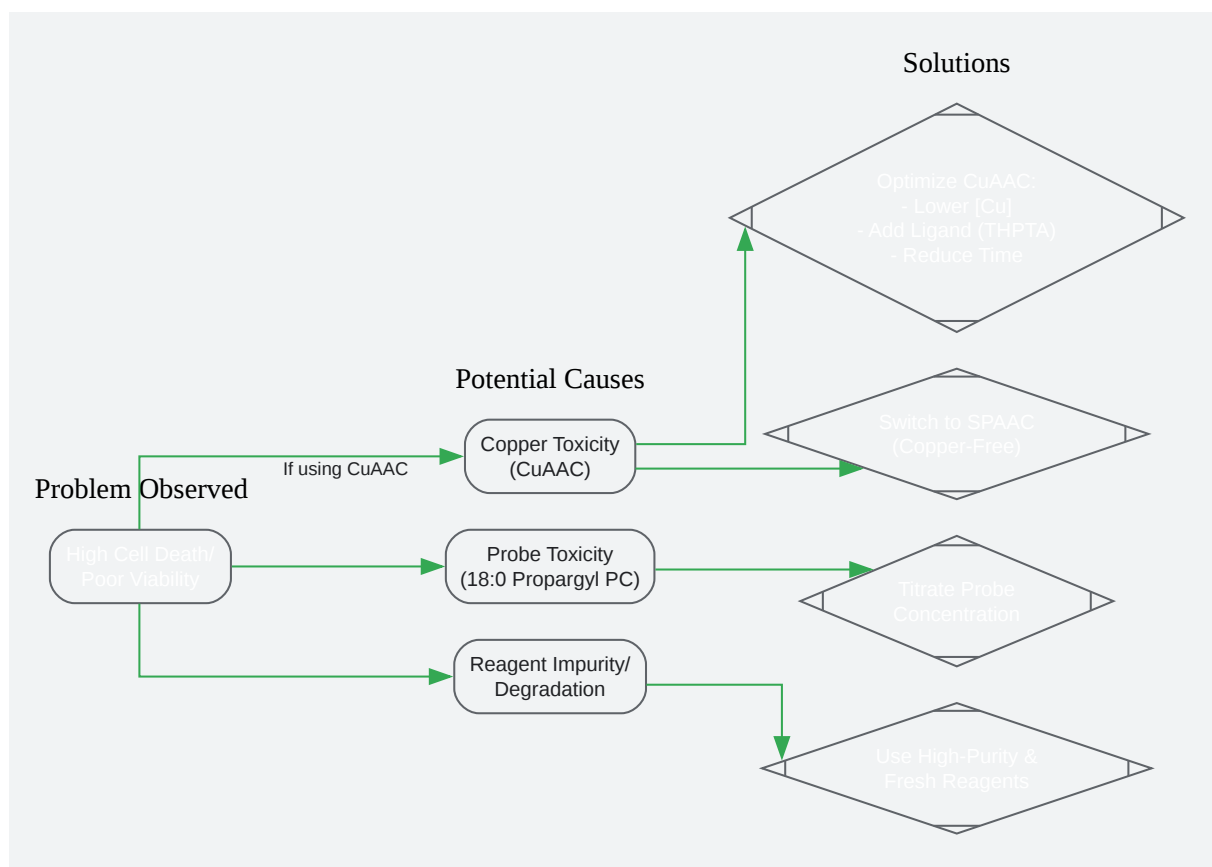 Solutions
Optimize CuAAC:
- Lower [Cu]
- Add Ligand (THPTA)
- Reduce Time
Potential Causes
Switch to SPAAC
(Copper-Free)
Copper Toxicity
(CuAAC)
If using CuAAC
Problem Observed
High Cell Death/
Poor Viability
Probe Toxicity
(18:0 Propargyl PC)
Titrate Probe
Concentration
Reagent Impurity/
Degradation
Use High-Purity &
Fresh Reagents